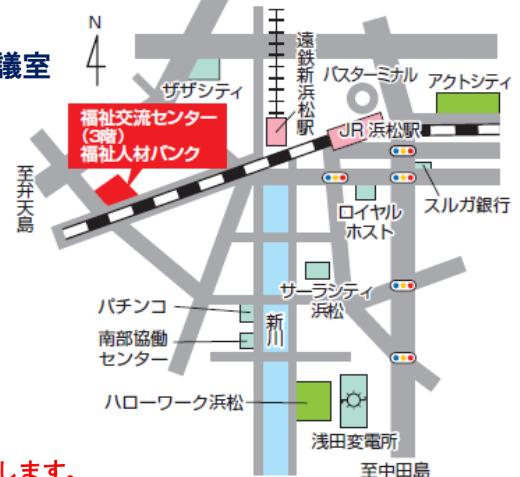 議室
N
ザザシティ
遠鉄新浜松駅
バスターミナル
アクトシティ
福祉交流センター
(3階)
福祉人材バンク
JR 浜松駅
至弁天島
スルガ銀行
ロイヤル
ホスト
サーラシティ
浜松
パチンコ
新川
南部協働
センター
ハローワーク浜松
浅田変電所
至中田島
します。